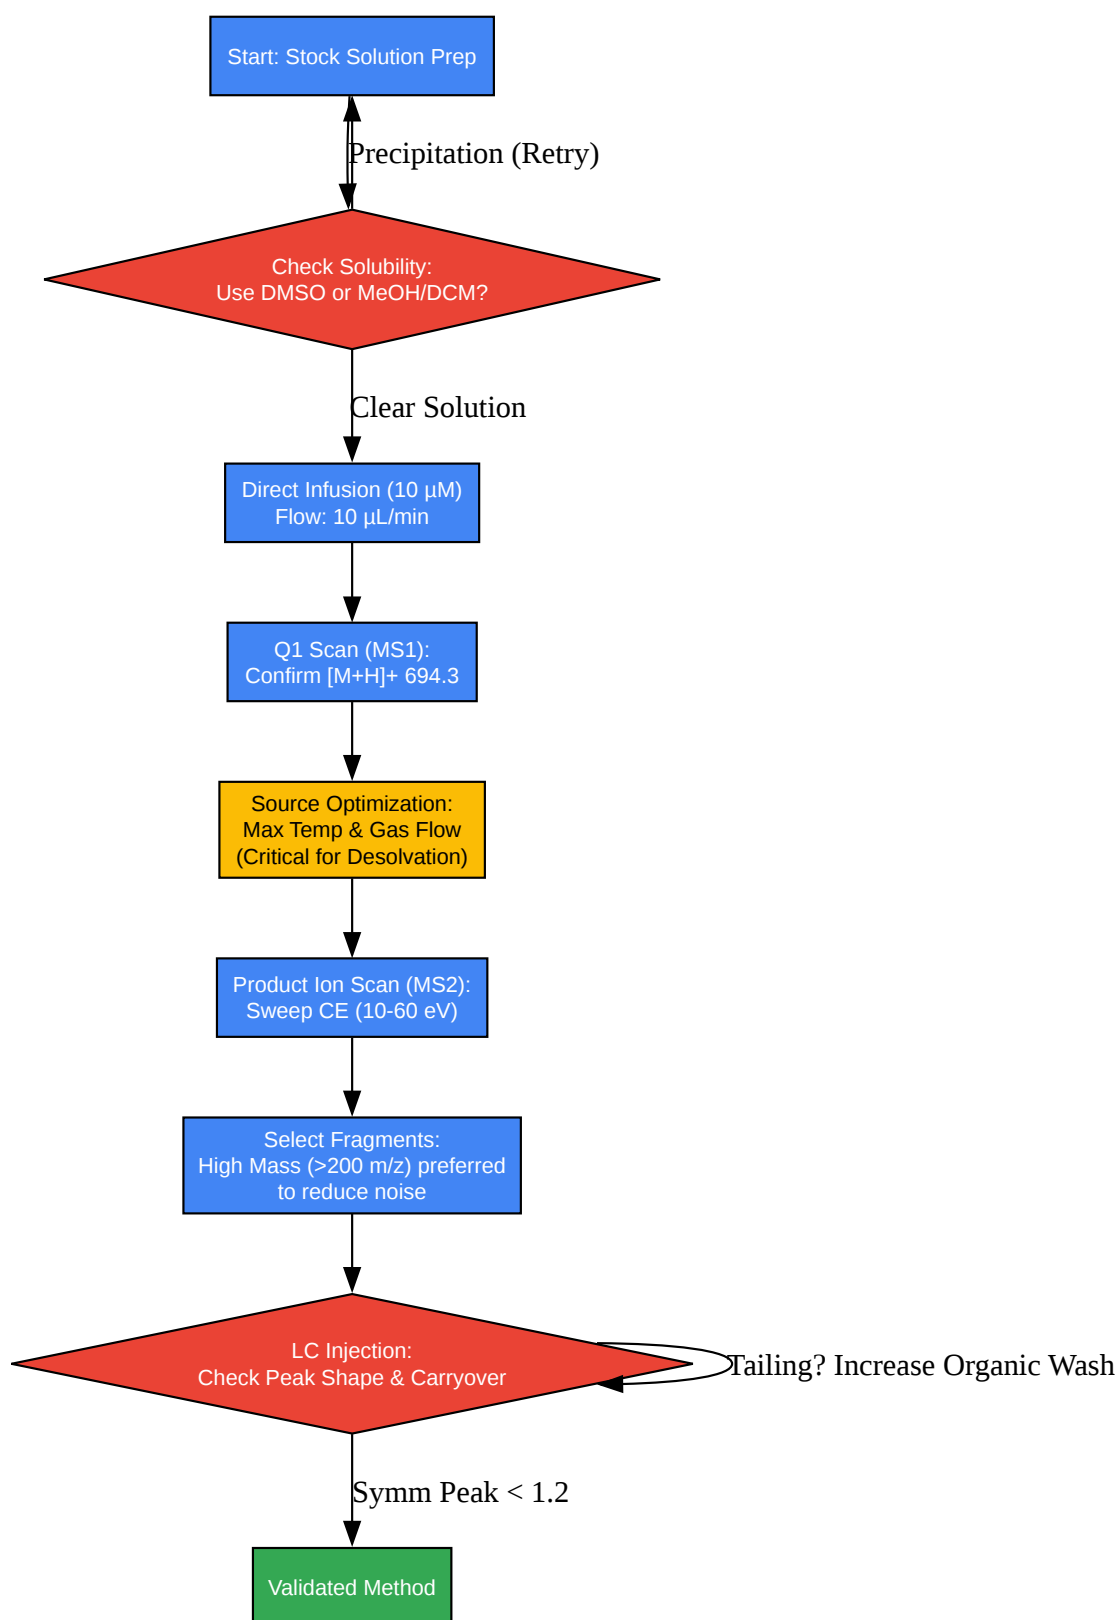 Start: Stock Solution Prep
Precipitation (Retry)
Check Solubility:
Use DMSO or MeOH/DCM?
Clear Solution
Direct Infusion (10 µM)
Flow: 10 µL/min
Q1 Scan (MS1):
Confirm [M+H]+ 694.3
Source Optimization:
Max Temp & Gas Flow
(Critical for Desolvation)
Product Ion Scan (MS2):
Sweep CE (10-60 eV)
Select Fragments:
High Mass (>200 m/z) preferred
to reduce noise
LC Injection:
Check Peak Shape & Carryover
Tailing? Increase Organic Wash
Symm Peak < 1.2
Validated Method